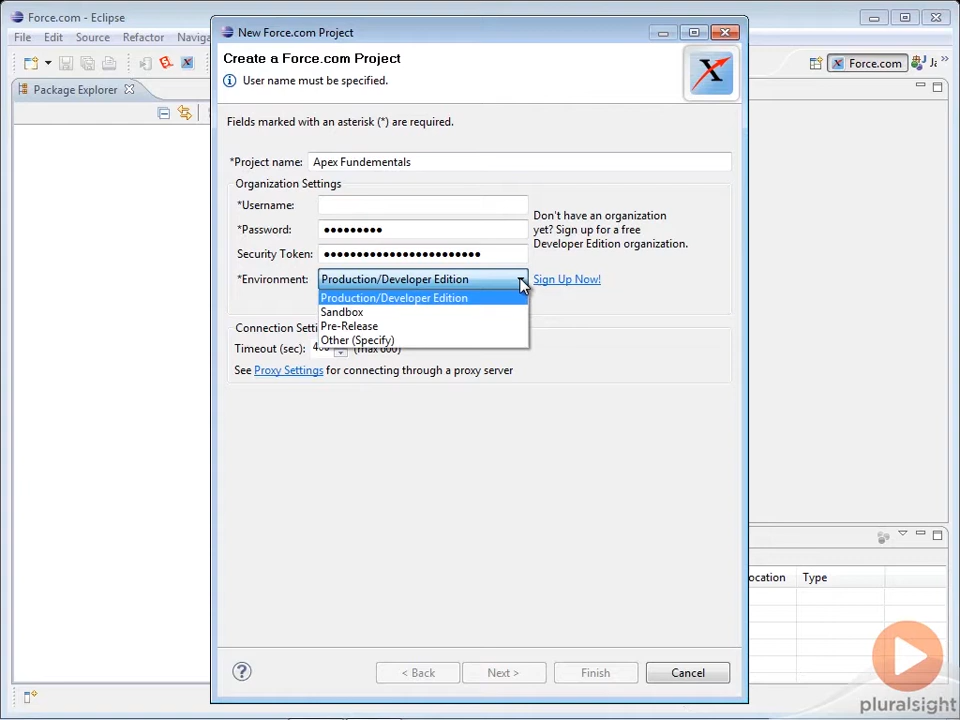 Force.com - Eclipse
File Edit Source Refactor Naviga
Package Explorer
New Force.com Project
Create a Force.com Project
User name must be specified.
Fields marked with an asterisk (*) are required.
*Project name: Apex Fundementals
Organization Settings
*Username:
Don't have an organization
yet? Sign up for a free
Developer Edition organization.
*Password:
Security Token:
*Environment: Production/Developer Edition Sign Up Now!
Production/Developer Edition
Sandbox
Pre-Release
Other (Specify)
Connection Setti
Timeout (sec):
See Proxy Settings for connecting through a proxy server
< Back Next > Finish Cancel
Force.com Ja
ocation Type
pluralsight